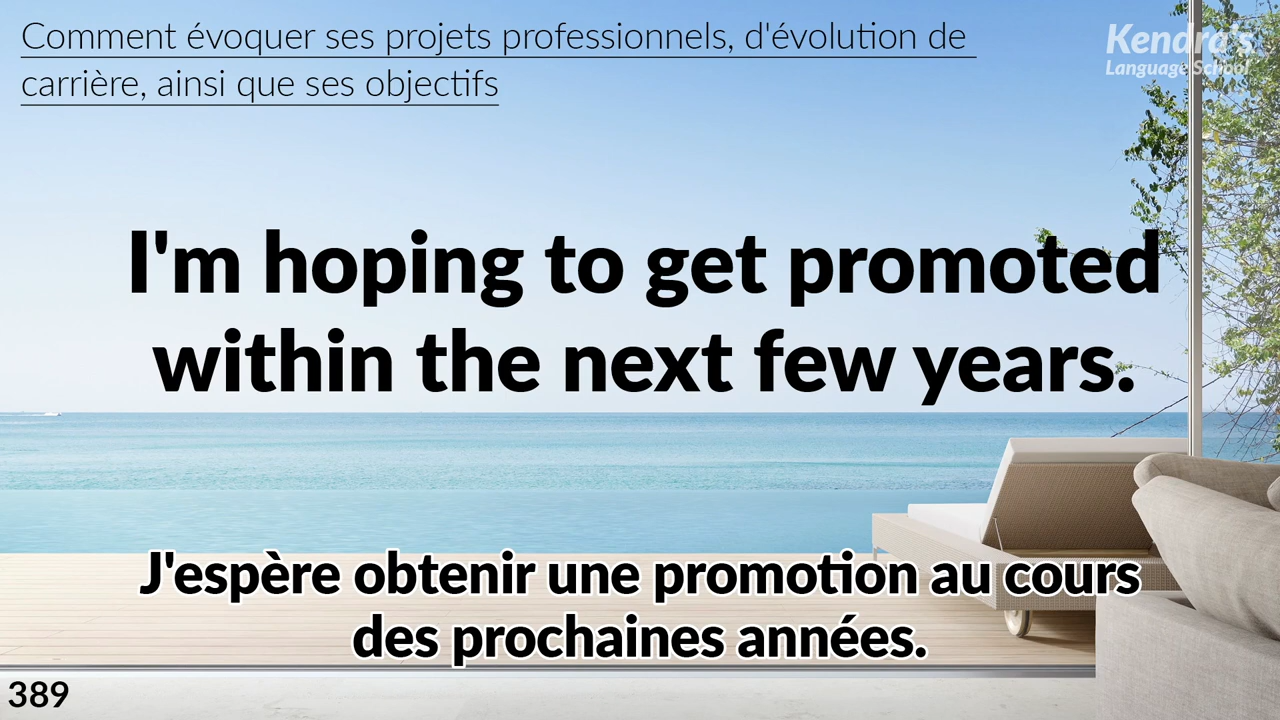 Comment évoquer ses projets professionnels, d'évolution de
carrière, ainsi que ses objectifs
Kendra's
Language School
I'm hoping to get promoted
within the next few years.
J'espère obtenir une promotion au cours
des prochaines années.
389